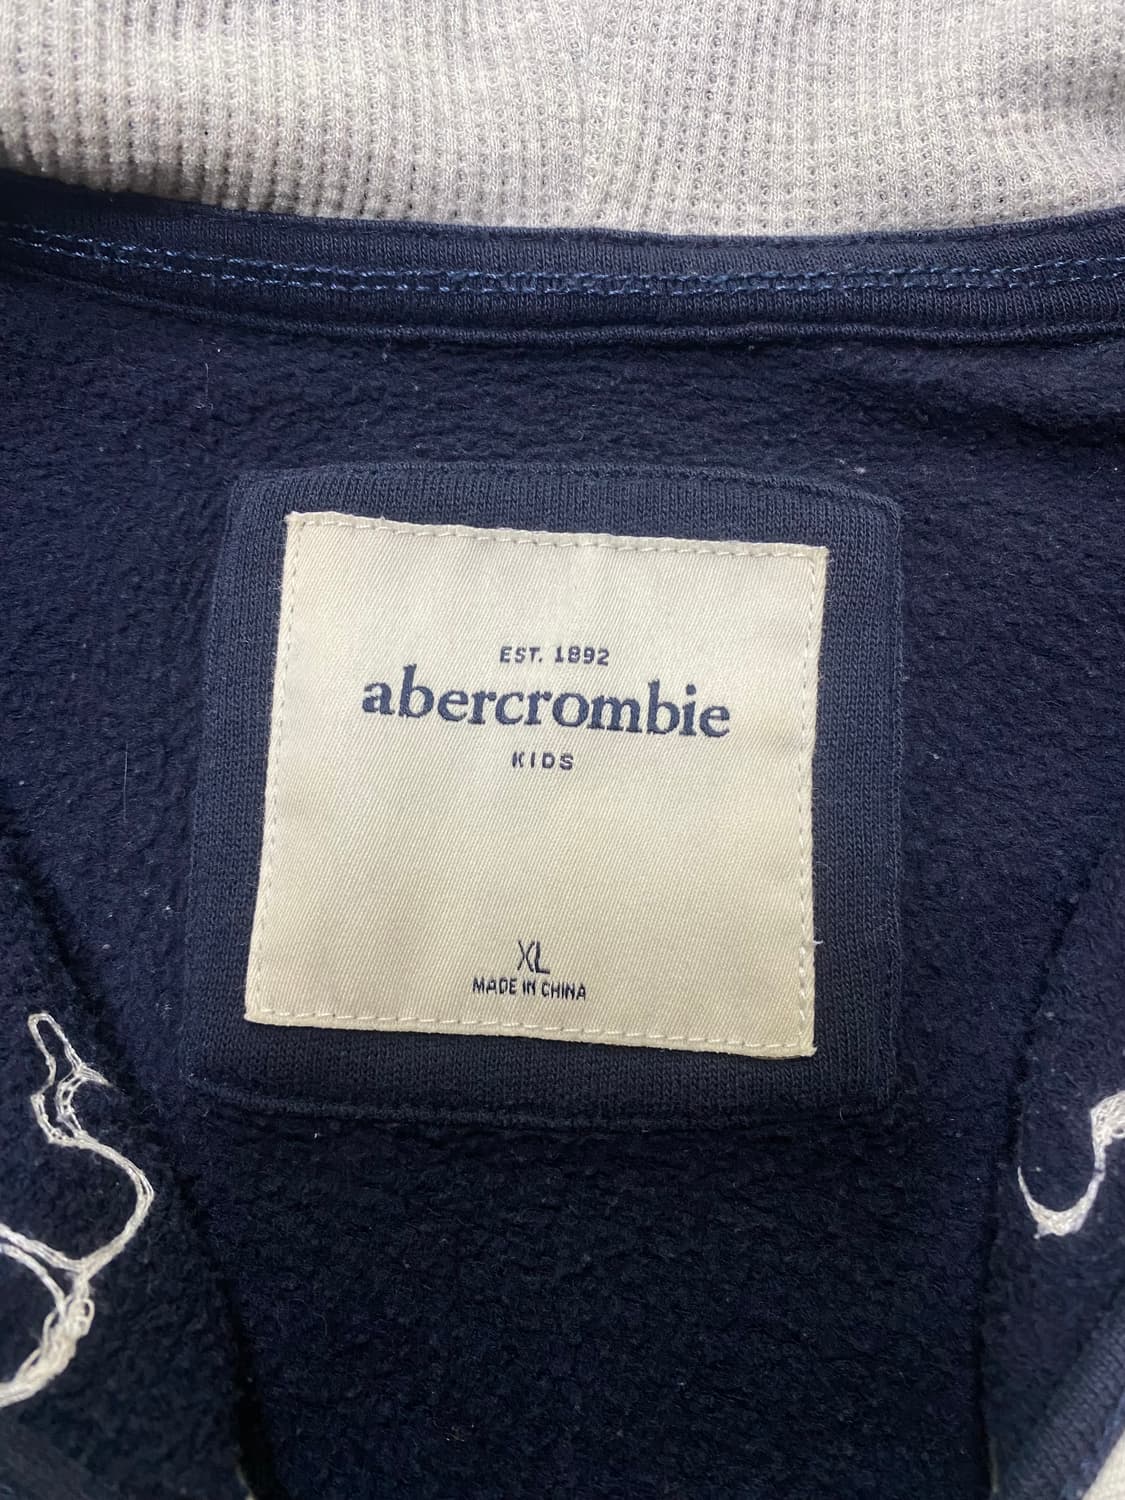 EST. 1892
abercrombie
KIDS
XL
MADE IN CHINA